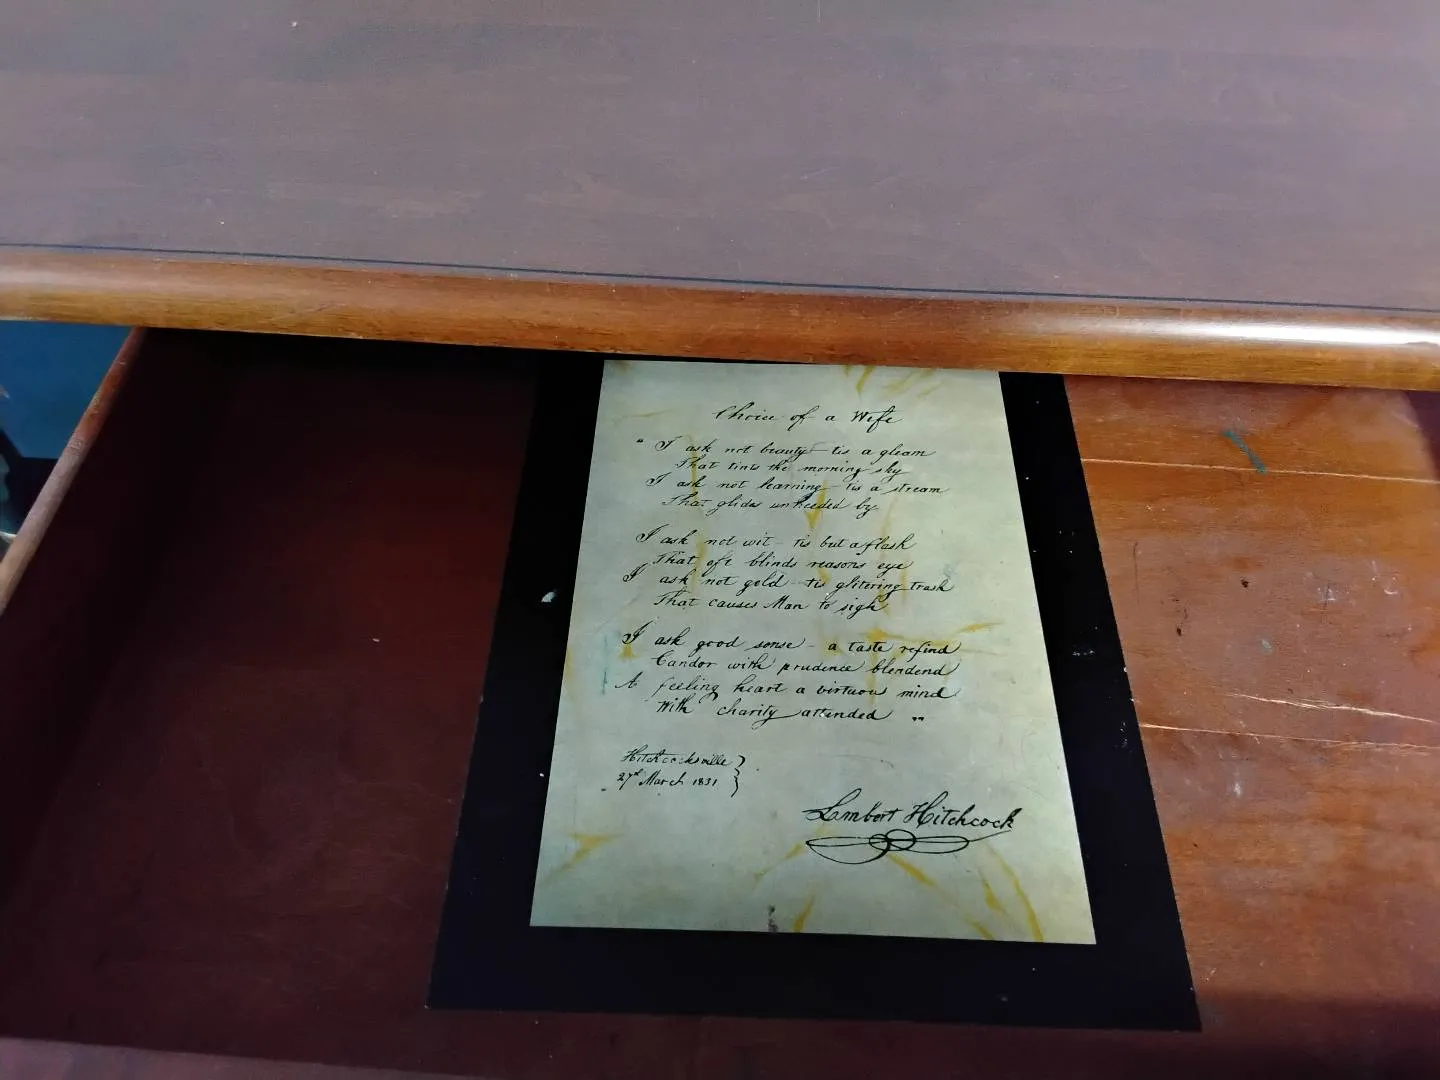 Choice of a Wife
" I ask not beauty - tis a gleam
That tints the morning sky
I ask not learning - tis a stream
That glides unheeded by.
I ask not wit - tis but a flash
That oft blinds reasons eye
I ask not gold - tis glitering trash
That causes Man to sigh
I ask good sense - a taste refind
Candor with prudence blendend
A feeling heart a virtuou mind
With charity attended "
Hitchcocksville }
27th March 1831
Lambert Hitchcock